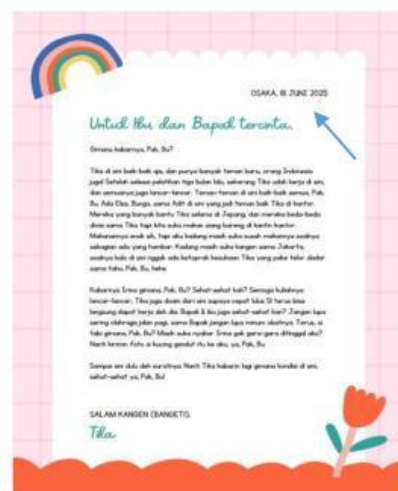 OSAKA, 18 JUNI 2025
Untuk Ibu dan Bapak tercinta,
Gimana kabarnya, Pak, Bu?
Tika di sini baik-baik aja, dan punya banyak teman baru, orang Indonesia
juga! Setelah selesai pelatihan tiga bulan lalu, sekarang Tika udah kerja di sini,
dan semuanya juga lancar-lancar. Teman-teman di sini baik-baik semua, Pak,
Bu. Ada Elsa, Bunga, sama Adit di sini yang jadi teman baik Tika di kantor.
Mereka yang banyak bantu Tika selama di Jepang, dan mereka beda-beda
divisi sama Tika tapi kita suka makan siang bareng di kantin kantor.
Makanannya enak sih, tapi aku kadang masih suka susah makannya soalnya
sebagian ada yang hambar. Kadang masih suka kangen sama Jakarta,
soalnya kalo di sini nggak ada ketoprak kesukaan Tika yang pake telor dadar
sama tahu, Pak, Bu, hehe.
Kabarnya Irma gimana, Pak, Bu? Sehat-sehat kah? Semoga kuliahnya
lancar-lancar, Tika juga doain dari sini supaya cepat lulus S1 terus bisa
langsung dapat kerja deh dia. Bapak & Ibu juga sehat-sehat kan? Jangan lupa
sering olahraga jalan pagi, sama Bapak jangan lupa minum obatnya. Terus, si
tobi gimana, Pak, Bu? Masih suka nyakar Irma gak gara-gara ditinggal aku?
Nanti kirimin foto si kucing gendut itu ke aku, ya, Pak, Bu.
Sampai sini dulu deh suratnya. Nanti Tika kabarin lagi gimana kondisi di sini,
sehat-sehat ya, Pak, Bu!
SALAM KANGEN (BANGET!),
Tika